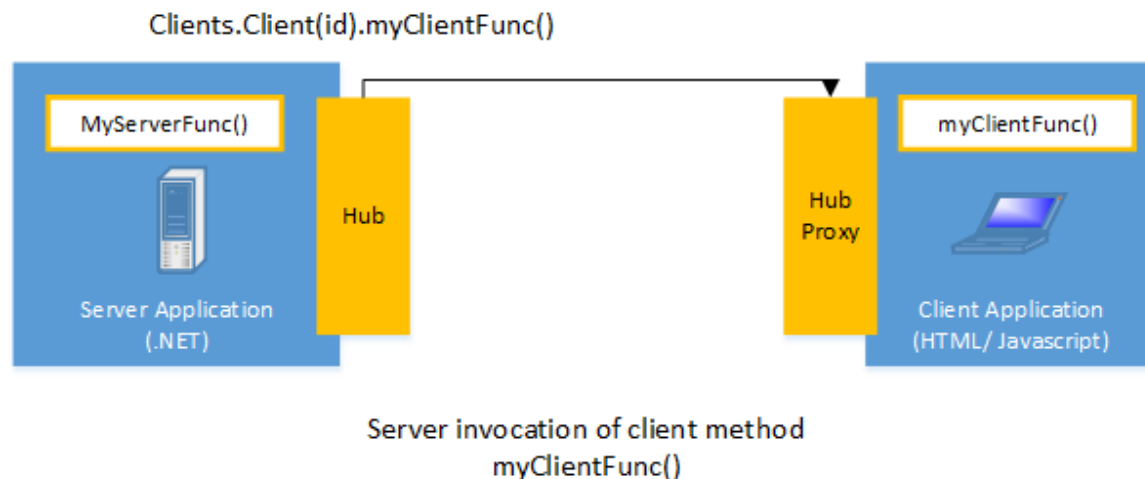 Clients.Client(id).myClientFunc()
MyServerFunc()
myClientFunc()
Hub
Hub
Proxy
Server Application
(.NET)
Client Application
(HTML/ Javascript)
Server invocation of client method
myClientFunc()